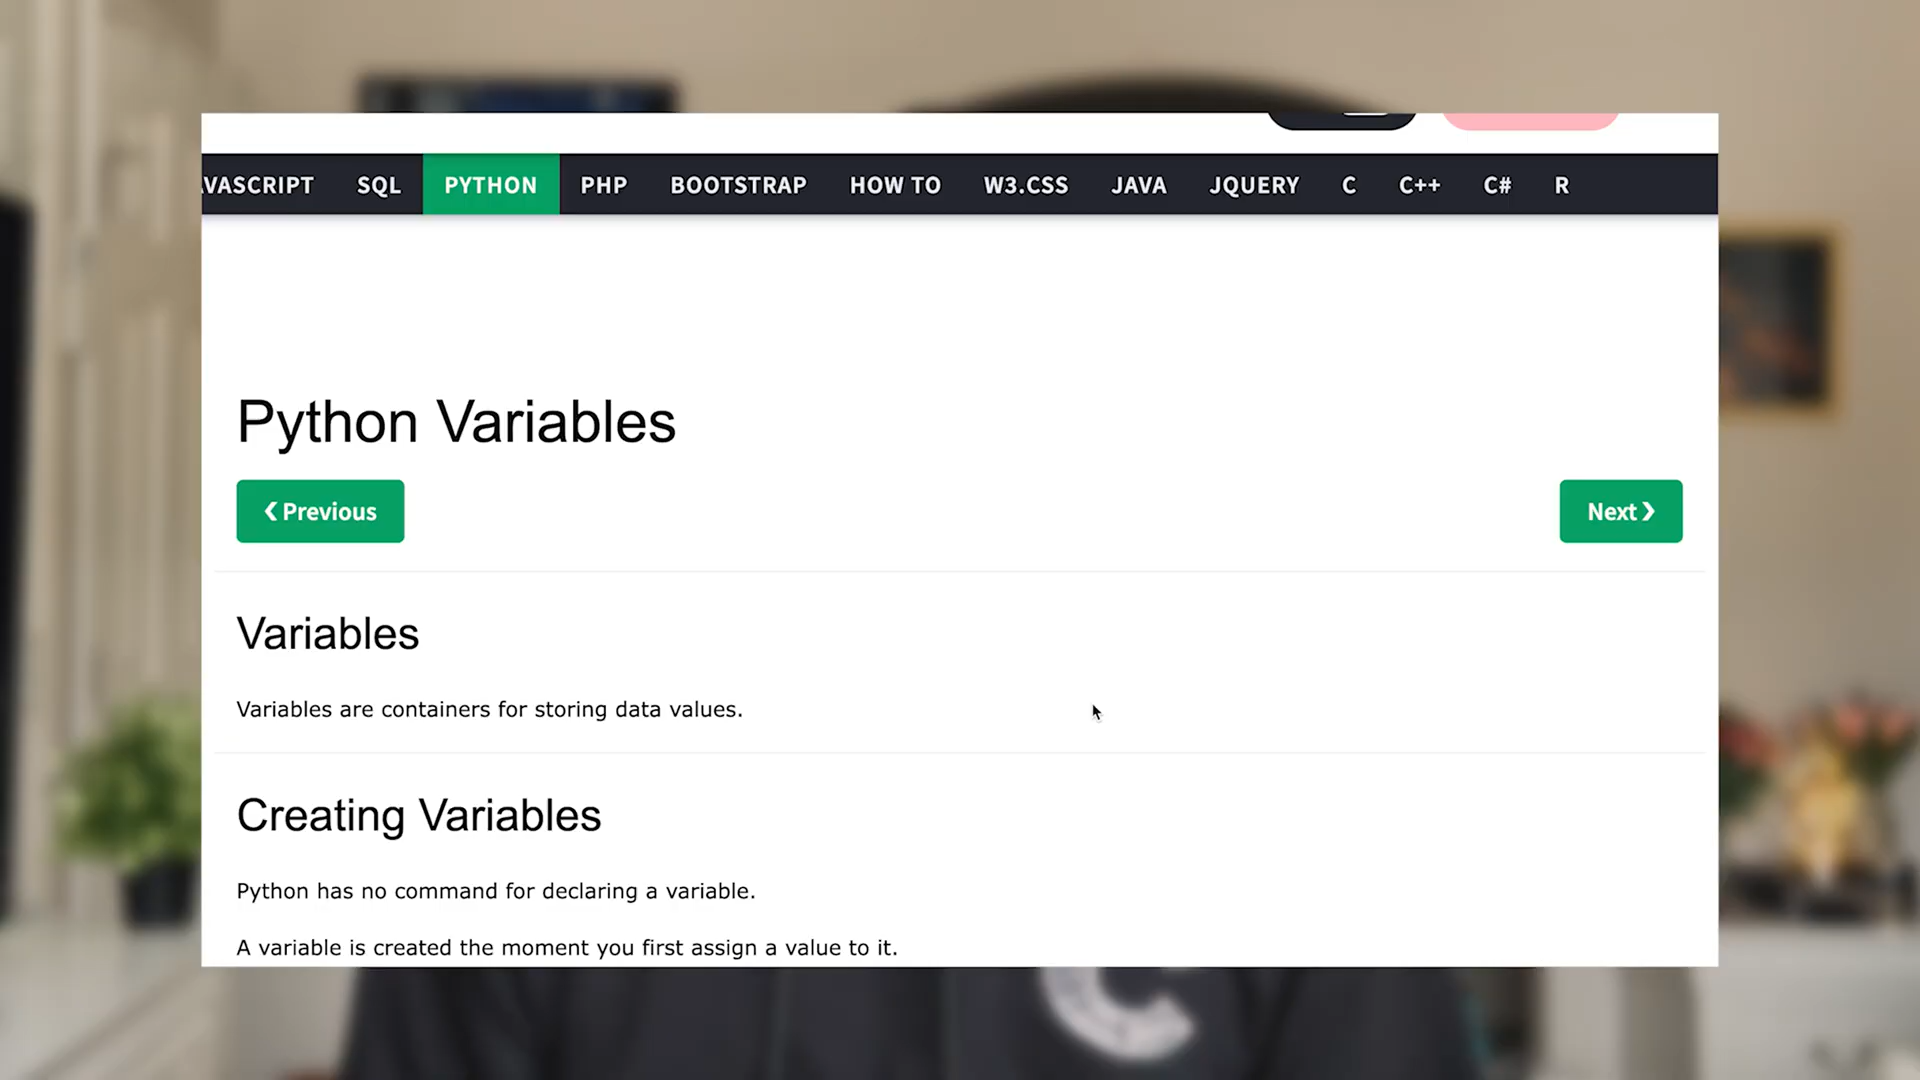 AVASCRIPT SQL PYTHON PHP BOOTSTRAP HOW TO W3.CSS JAVA JQUERY C C++ C# R
Python Variables
❮ Previous Next ❯
Variables
Variables are containers for storing data values.
Creating Variables
Python has no command for declaring a variable.
A variable is created the moment you first assign a value to it.